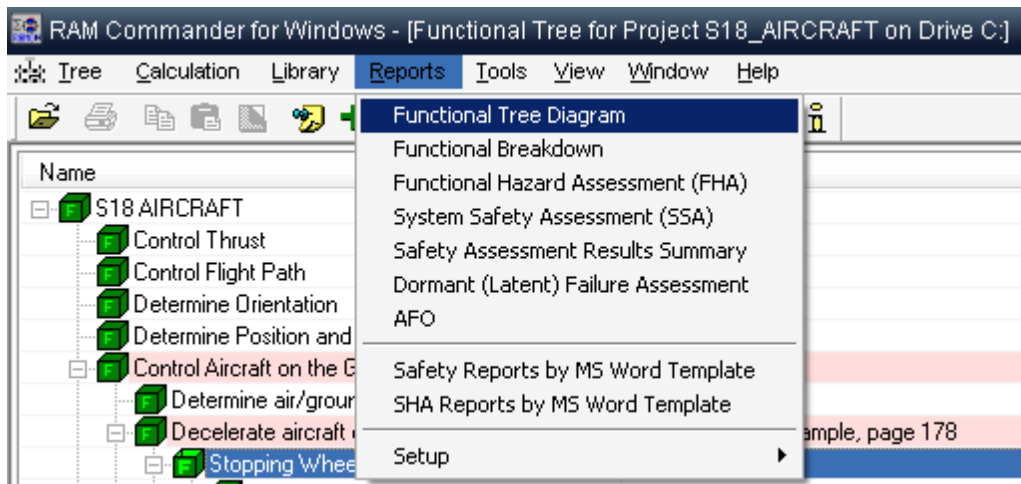 RAM Commander for Windows - [Functional Tree for Project S18_AIRCRAFT on Drive C:]
Tree Calculation Library Reports Tools View Window Help
Functional Tree Diagram
Functional Breakdown
Functional Hazard Assessment (FHA)
System Safety Assessment (SSA)
Safety Assessment Results Summary
Dormant (Latent) Failure Assessment
AFO
Safety Reports by MS Word Template
SHA Reports by MS Word Template
Setup
Name
S18 AIRCRAFT
Control Thrust
Control Flight Path
Determine Orientation
Determine Position and
Control Aircraft on the
Determine
Decelerate aircraft
page 178
Stopping